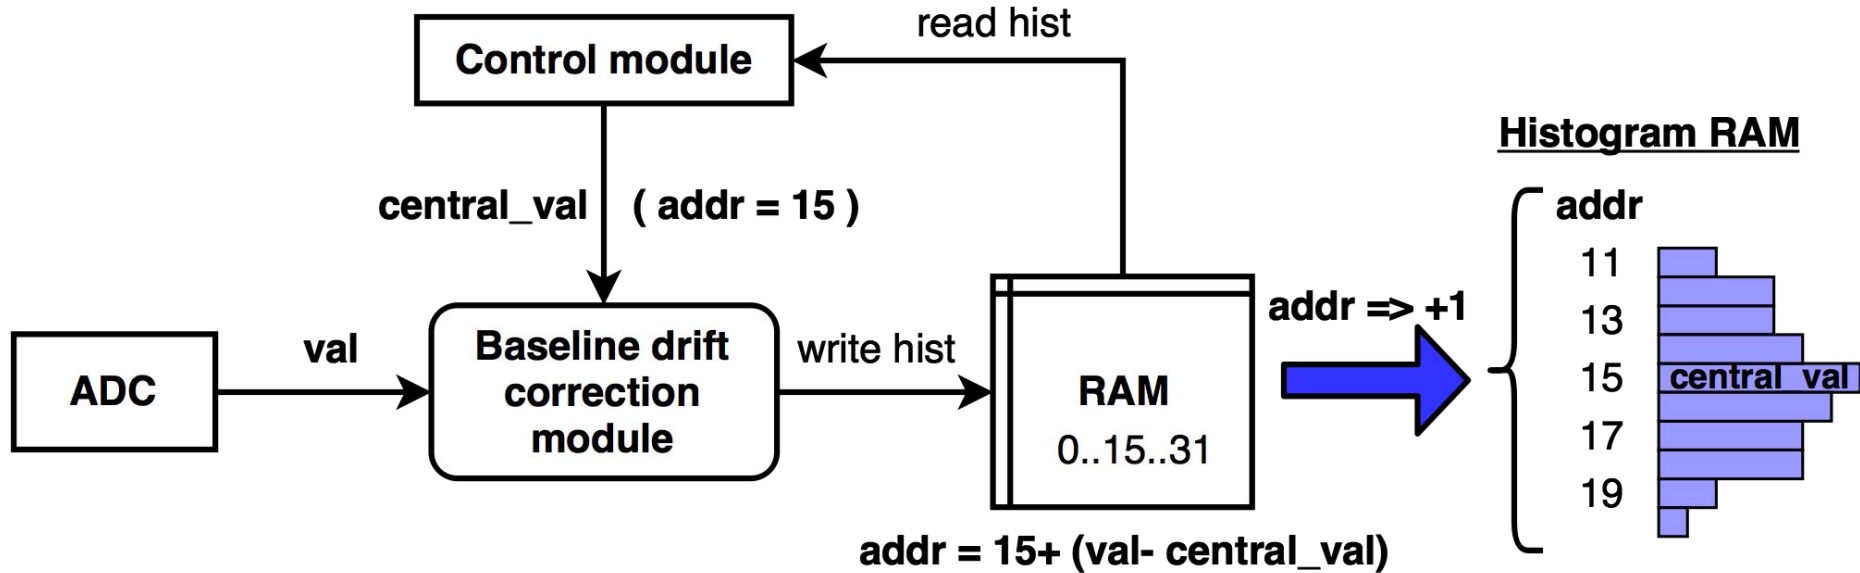 read hist
Control module
Histogram RAM
central_val ( addr = 15 )
addr
11
addr => +1
13
ADC
val
Baseline drift
correction
module
write hist
RAM
0..15..31
15 central_val
17
19
addr = 15+ (val- central_val)